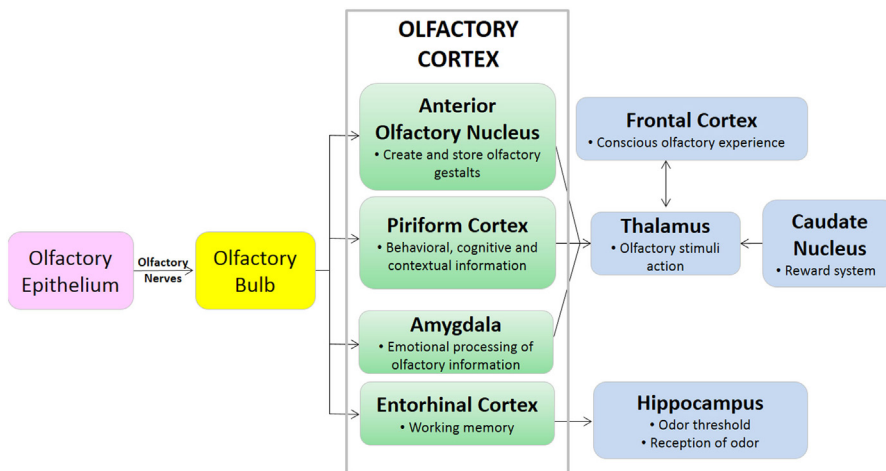 OLFACTORY
CORTEX
Olfactory
Epithelium
Olfactory
Nerves
Olfactory
Bulb
Anterior
Olfactory Nucleus
• Create and store olfactory
gestalts
Piriform Cortex
• Behavioral, cognitive and
contextual information
Amygdala
• Emotional processing of
olfactory information
Entorhinal Cortex
• Working memory
Frontal Cortex
• Conscious olfactory experience
Thalamus
• Olfactory stimuli
action
Caudate
Nucleus
• Reward system
Hippocampus
• Odor threshold
• Reception of odor